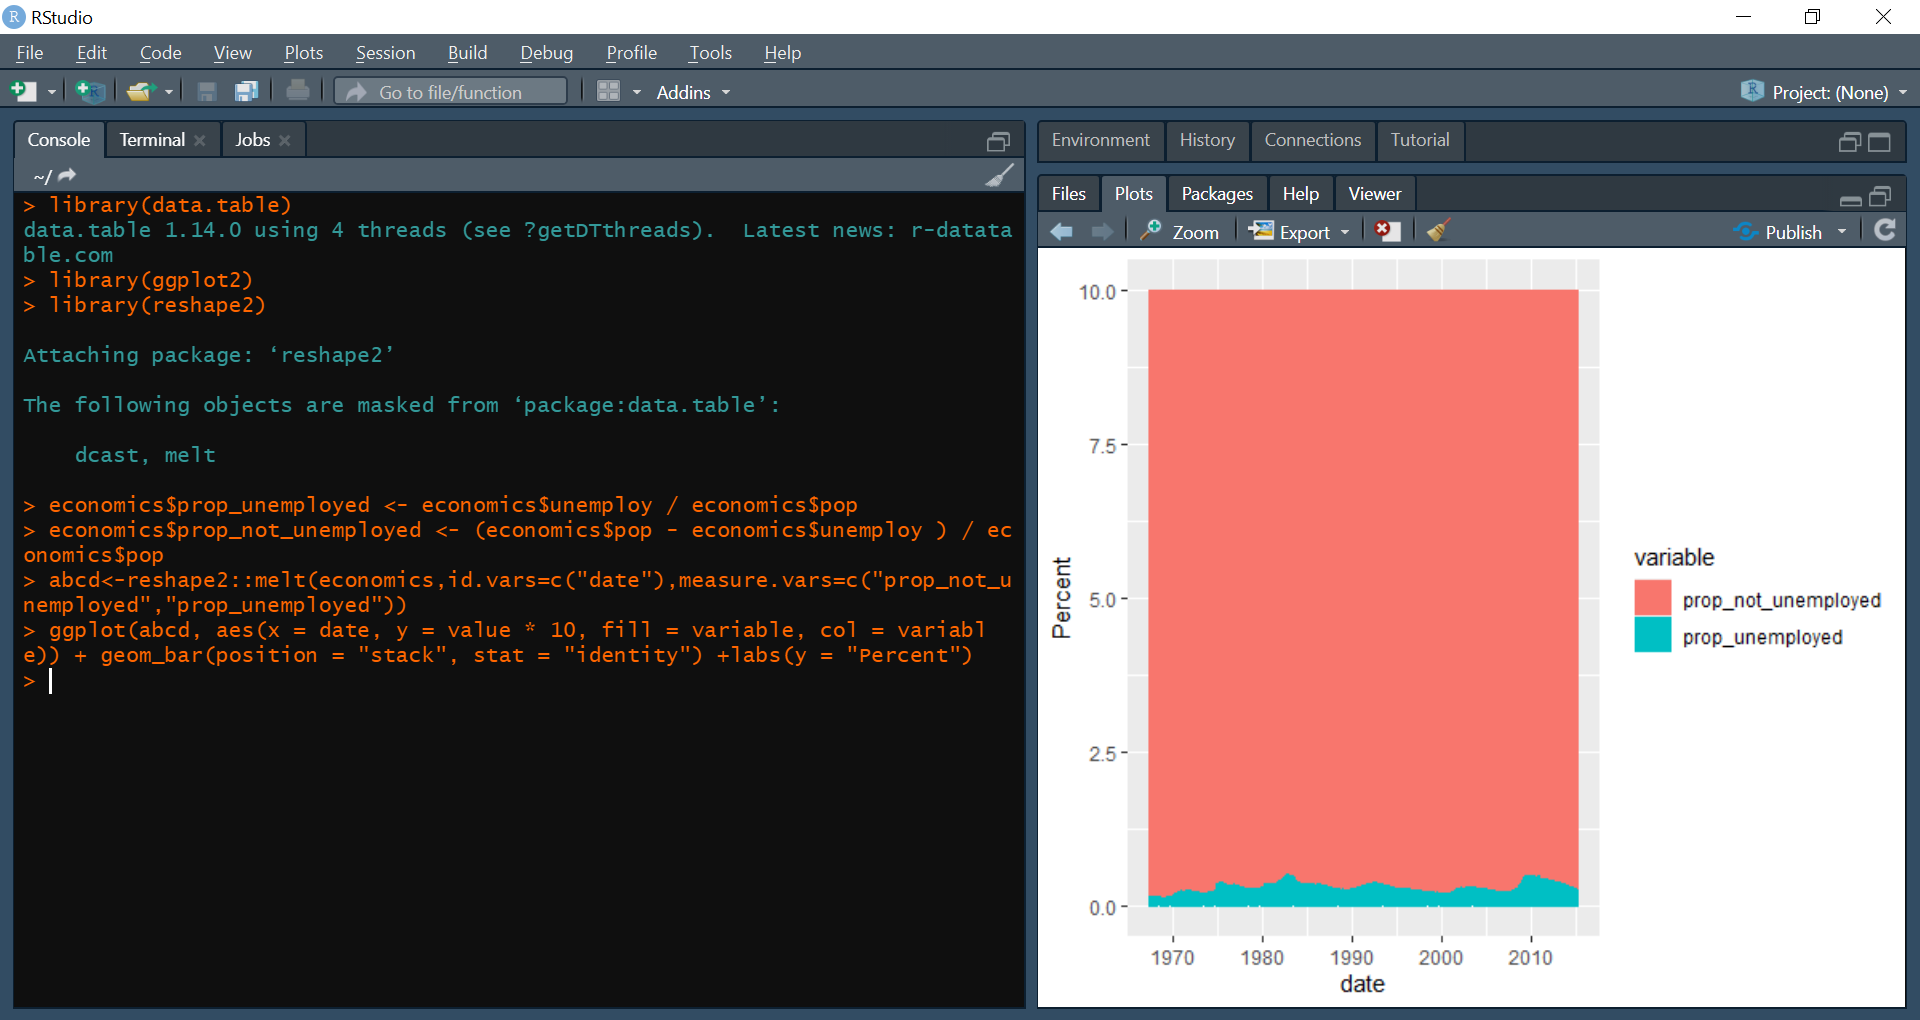 RStudio
File Edit Code View Plots Session Build Debug Profile Tools Help
Go to file/function Addins Project: (None)
Console Terminal Jobs
~/
> library(data.table)
data.table 1.14.0 using 4 threads (see ?getDTthreads).  Latest news: r-datata
ble.com
> library(ggplot2)
> library(reshape2)
Attaching package: ‘reshape2’
The following objects are masked from ‘package:data.table’:
dcast, melt
> economics$prop_unemployed <- economics$unemploy / economics$pop
> economics$prop_not_unemployed <- (economics$pop - economics$unemploy ) / ec
onomics$pop
> abcd<-reshape2::melt(economics,id.vars=c("date"),measure.vars=c("prop_not_u
nemployed","prop_unemployed"))
> ggplot(abcd, aes(x = date, y = value * 10, fill = variable, col = variabl
e)) + geom_bar(position = "stack", stat = "identity") +labs(y = "Percent")
>
Environment History Connections Tutorial
Files Plots Packages Help Viewer
Zoom Export Publish
10.0
7.5
5.0
2.5
0.0
Percent
1970 1980 1990 2000 2010
date
variable
prop_not_unemployed
prop_unemployed